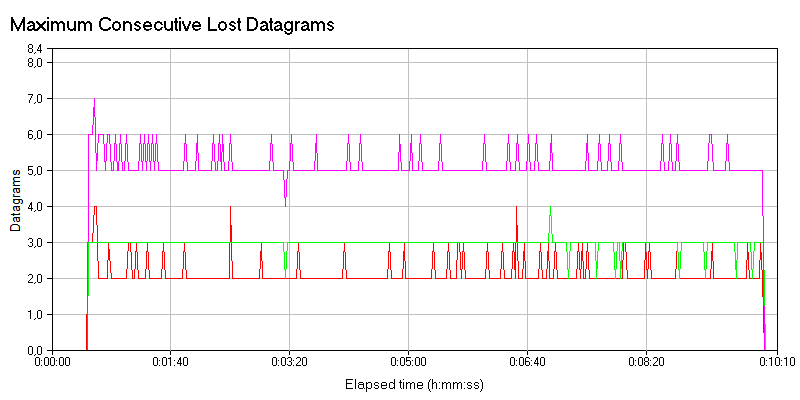 Maximum Consecutive Lost Datagrams
8,4
8,0
7,0
6,0
5,0
4,0
3,0
2,0
1,0
0,0
Datagrams
0:00:00 0:01:40 0:03:20 0:05:00 0:06:40 0:08:20 0:10:10
Elapsed time (h:mm:ss)